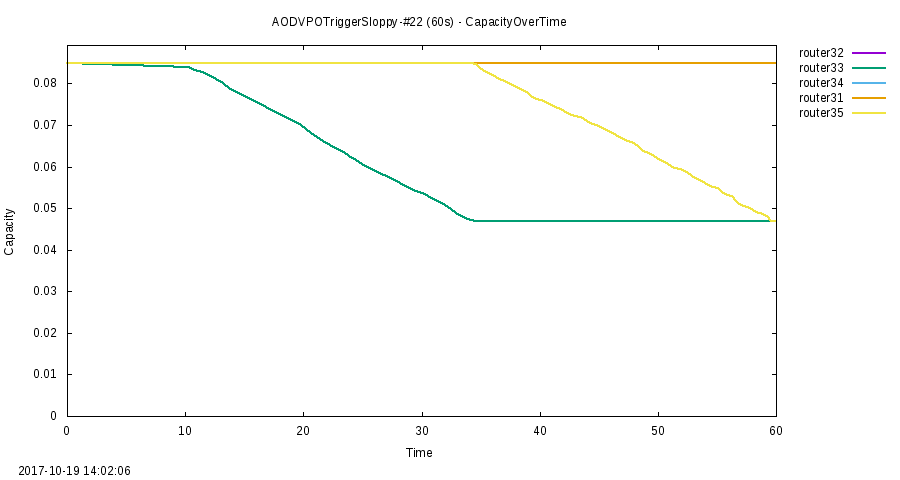 AODVPOTriggerSloppy-#22 (60s) - CapacityOverTime
router32
router33
router34
router31
router35
0.08
0.07
0.06
0.05
0.04
0.03
0.02
0.01
0
Capacity
0 10 20 30 40 50 60
Time
2017-10-19 14:02:06